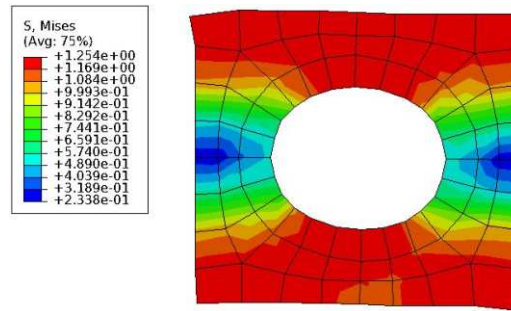 S, Mises
(Avg: 75%)
+1.254e+00
+1.169e+00
+1.084e+00
+9.993e-01
+9.142e-01
+8.292e-01
+7.441e-01
+6.591e-01
+5.740e-01
+4.890e-01
+4.039e-01
+3.189e-01
+2.338e-01